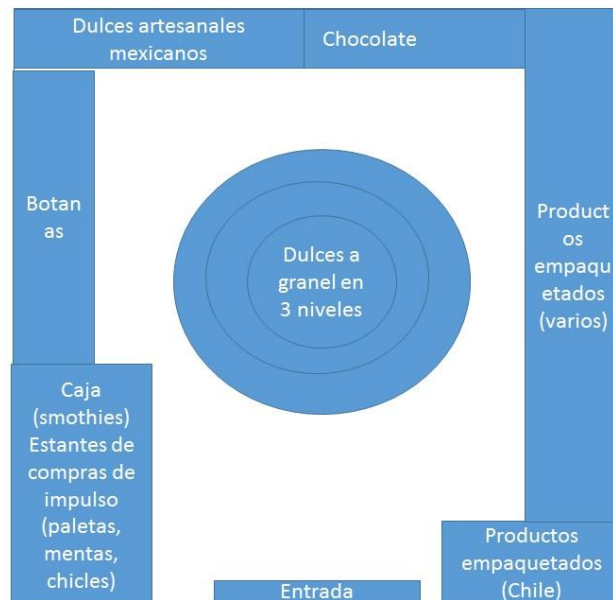 Dulces artesanales
mexicanos
Chocolate
Botan
as
Dulces a
granel en
3 niveles
Product
os
empaqu
etados
(varios)
Caja
(smothies)
Estantes de
compras de
impulso
(paletas,
mentas,
chicles)
Productos
empaquetados
(Chile)
Entrada